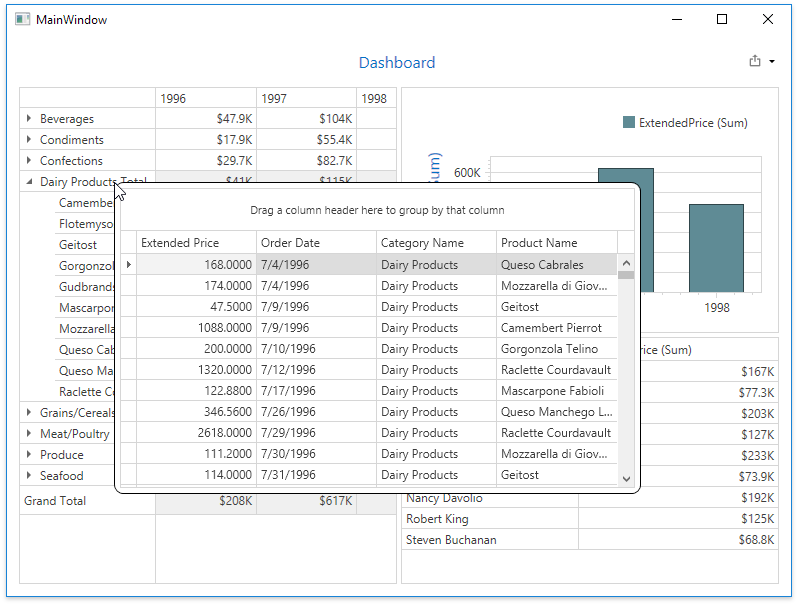 MainWindow
Dashboard
1996 1997 1998
Beverages $47.9K $104K
Condiments $17.9K $55.4K
Confections $29.7K $82.7K
Dairy Products Total $41K $115K
Camembe
Flotemyso
Geitost
Gorgonzol
Gudbrands
Mascarpor
Mozzarella
Queso Cab
Queso Ma
Raclette Co
Grains/Cereals
Meat/Poultry
Produce
Seafood
Grand Total $208K $617K
ExtendedPrice (Sum)
600K
1998
Drag a column header here to group by that column
Extended Price Order Date Category Name Product Name
168.0000 7/4/1996 Dairy Products Queso Cabrales
174.0000 7/4/1996 Dairy Products Mozzarella di Giov...
47.5000 7/9/1996 Dairy Products Geitost
1088.0000 7/9/1996 Dairy Products Camembert Pierrot
200.0000 7/10/1996 Dairy Products Gorgonzola Telino
1320.0000 7/12/1996 Dairy Products Raclette Courdavault
122.8800 7/17/1996 Dairy Products Mascarpone Fabioli
346.5600 7/26/1996 Dairy Products Queso Manchego L...
2618.0000 7/29/1996 Dairy Products Raclette Courdavault
111.2000 7/30/1996 Dairy Products Mozzarella di Giov...
114.0000 7/31/1996 Dairy Products Geitost
rice (Sum)
$167K
$77.3K
$203K
$127K
$233K
$73.9K
Nancy Davolio $192K
Robert King $125K
Steven Buchanan $68.8K